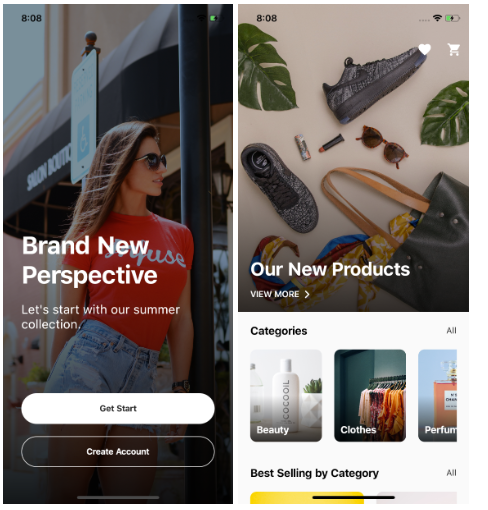 8:08
SALON BOUTIQUE
Brand New
Perspective
Let's start with our summer
collection.
Get Start
Create Account
8:08
Our New Products
VIEW MORE
Categories
All
COCOOIL
Beauty
Clothes
Perfum
Best Selling by Category
All